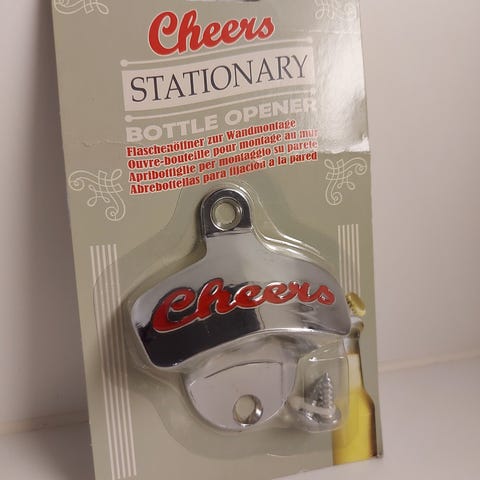 Cheers
STATIONARY
BOTTLE OPENER
Flaschenöffner zur Wandmontage
Ouvre-bouteille pour montage au mur
Apribottiglie per montaggio su parete
Abrebotellas para fijacion a la pared
Cheers